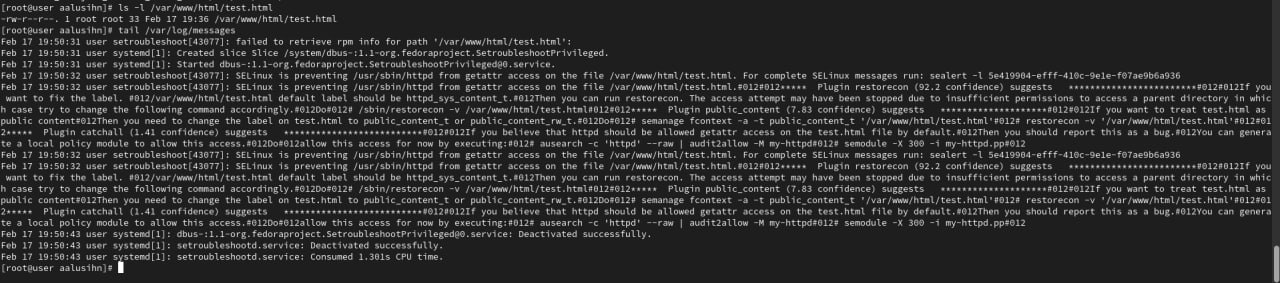 [root@user aalusihn]# ls -l /var/www/html/test.html
-rw-r--r--. 1 root root 33 Feb 17 19:36 /var/www/html/test.html
[root@user aalusihn]# tail /var/log/messages
Feb 17 19:50:31 user setroubleshoot[43077]: failed to retrieve rpm info for path '/var/www/html/test.html':
Feb 17 19:50:31 user systemd[1]: Created slice Slice /system/dbus-:1.1-org.fedoraproject.SetroubleshootPrivileged.
Feb 17 19:50:31 user systemd[1]: Started dbus-:1.1-org.fedoraproject.SetroubleshootPrivileged@0.service.
Feb 17 19:50:32 user setroubleshoot[43077]: SELinux is preventing /usr/sbin/httpd from getattr access on the file /var/www/html/test.html. For complete SELinux messages run: sealert -l 5e419904-efff-410c-9e1e-f07ae9b6a936
Feb 17 19:50:32 user setroubleshoot[43077]: SELinux is preventing /usr/sbin/httpd from getattr access on the file /var/www/html/test.html.#012#012*****  Plugin restorecon (92.2 confidence) suggests   ************************#012#012If you
 want to fix the label. #012/var/www/html/test.html default label should be httpd_sys_content_t.#012Then you can run restorecon. The access attempt may have been stopped due to insufficient permissions to access a parent directory in whic
h case try to change the following command accordingly.#012Do#012# /sbin/restorecon -v /var/www/html/test.html#012#012*****  Plugin public_content (7.83 confidence) suggests   ********************#012#012If you want to treat test.html as
public content#012Then you need to change the label on test.html to public_content_t or public_content_rw_t.#012Do#012# semanage fcontext -a -t public_content_t '/var/www/html/test.html'#012# restorecon -v '/var/www/html/test.html'#012#01
2*****  Plugin catchall (1.41 confidence) suggests   **************************#012#012If you believe that httpd should be allowed getattr access on the test.html file by default.#012Then you should report this as a bug.#012You can genera
te a local policy module to allow this access.#012Do#012allow this access for now by executing:#012# ausearch -c 'httpd' --raw | audit2allow -M my-httpd#012# semodule -X 300 -i my-httpd.pp#012
Feb 17 19:50:32 user setroubleshoot[43077]: SELinux is preventing /usr/sbin/httpd from getattr access on the file /var/www/html/test.html. For complete SELinux messages run: sealert -l 5e419904-efff-410c-9e1e-f07ae9b6a936
Feb 17 19:50:32 user setroubleshoot[43077]: SELinux is preventing /usr/sbin/httpd from getattr access on the file /var/www/html/test.html.#012#012*****  Plugin restorecon (92.2 confidence) suggests   ************************#012#012If you
 want to fix the label. #012/var/www/html/test.html default label should be httpd_sys_content_t.#012Then you can run restorecon. The access attempt may have been stopped due to insufficient permissions to access a parent directory in whic
h case try to change the following command accordingly.#012Do#012# /sbin/restorecon -v /var/www/html/test.html#012#012*****  Plugin public_content (7.83 confidence) suggests   ********************#012#012If you want to treat test.html as
public content#012Then you need to change the label on test.html to public_content_t or public_content_rw_t.#012Do#012# semanage fcontext -a -t public_content_t '/var/www/html/test.html'#012# restorecon -v '/var/www/html/test.html'#012#01
2*****  Plugin catchall (1.41 confidence) suggests   **************************#012#012If you believe that httpd should be allowed getattr access on the test.html file by default.#012Then you should report this as a bug.#012You can genera
te a local policy module to allow this access.#012Do#012allow this access for now by executing:#012# ausearch -c 'httpd' --raw | audit2allow -M my-httpd#012# semodule -X 300 -i my-httpd.pp#012
Feb 17 19:50:43 user systemd[1]: dbus-:1.1-org.fedoraproject.SetroubleshootPrivileged@0.service: Deactivated successfully.
Feb 17 19:50:43 user systemd[1]: setroubleshootd.service: Deactivated successfully.
Feb 17 19:50:43 user systemd[1]: setroubleshootd.service: Consumed 1.301s CPU time.
[root@user aalusihn]#